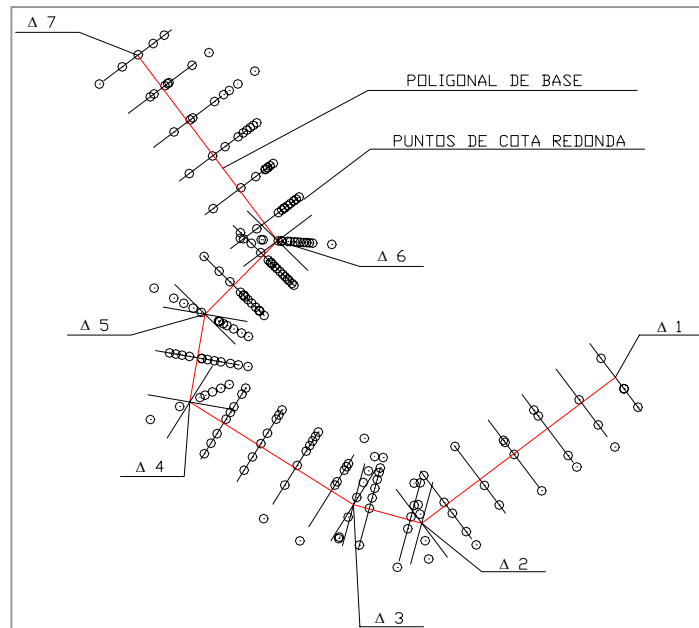 Δ 7
POLIGONAL DE BASE
PUNTOS DE COTA REDONDA
Δ 6
Δ 5
Δ 1
Δ 4
Δ 2
Δ 3